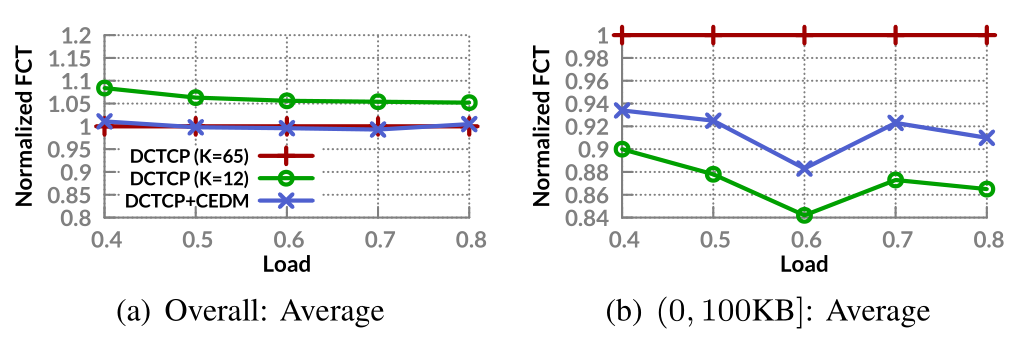 Normalized FCT
1.2
1.15
1.1
1.05
1
0.95
0.9
0.85
0.8
DCTCP (K=65)
DCTCP (K=12)
DCTCP+CEDM
0.4 0.5 0.6 0.7 0.8
Load
(a) Overall: Average
Normalized FCT
1
0.98
0.96
0.94
0.92
0.9
0.88
0.86
0.84
0.4 0.5 0.6 0.7 0.8
Load
(b) (0, 100KB]: Average